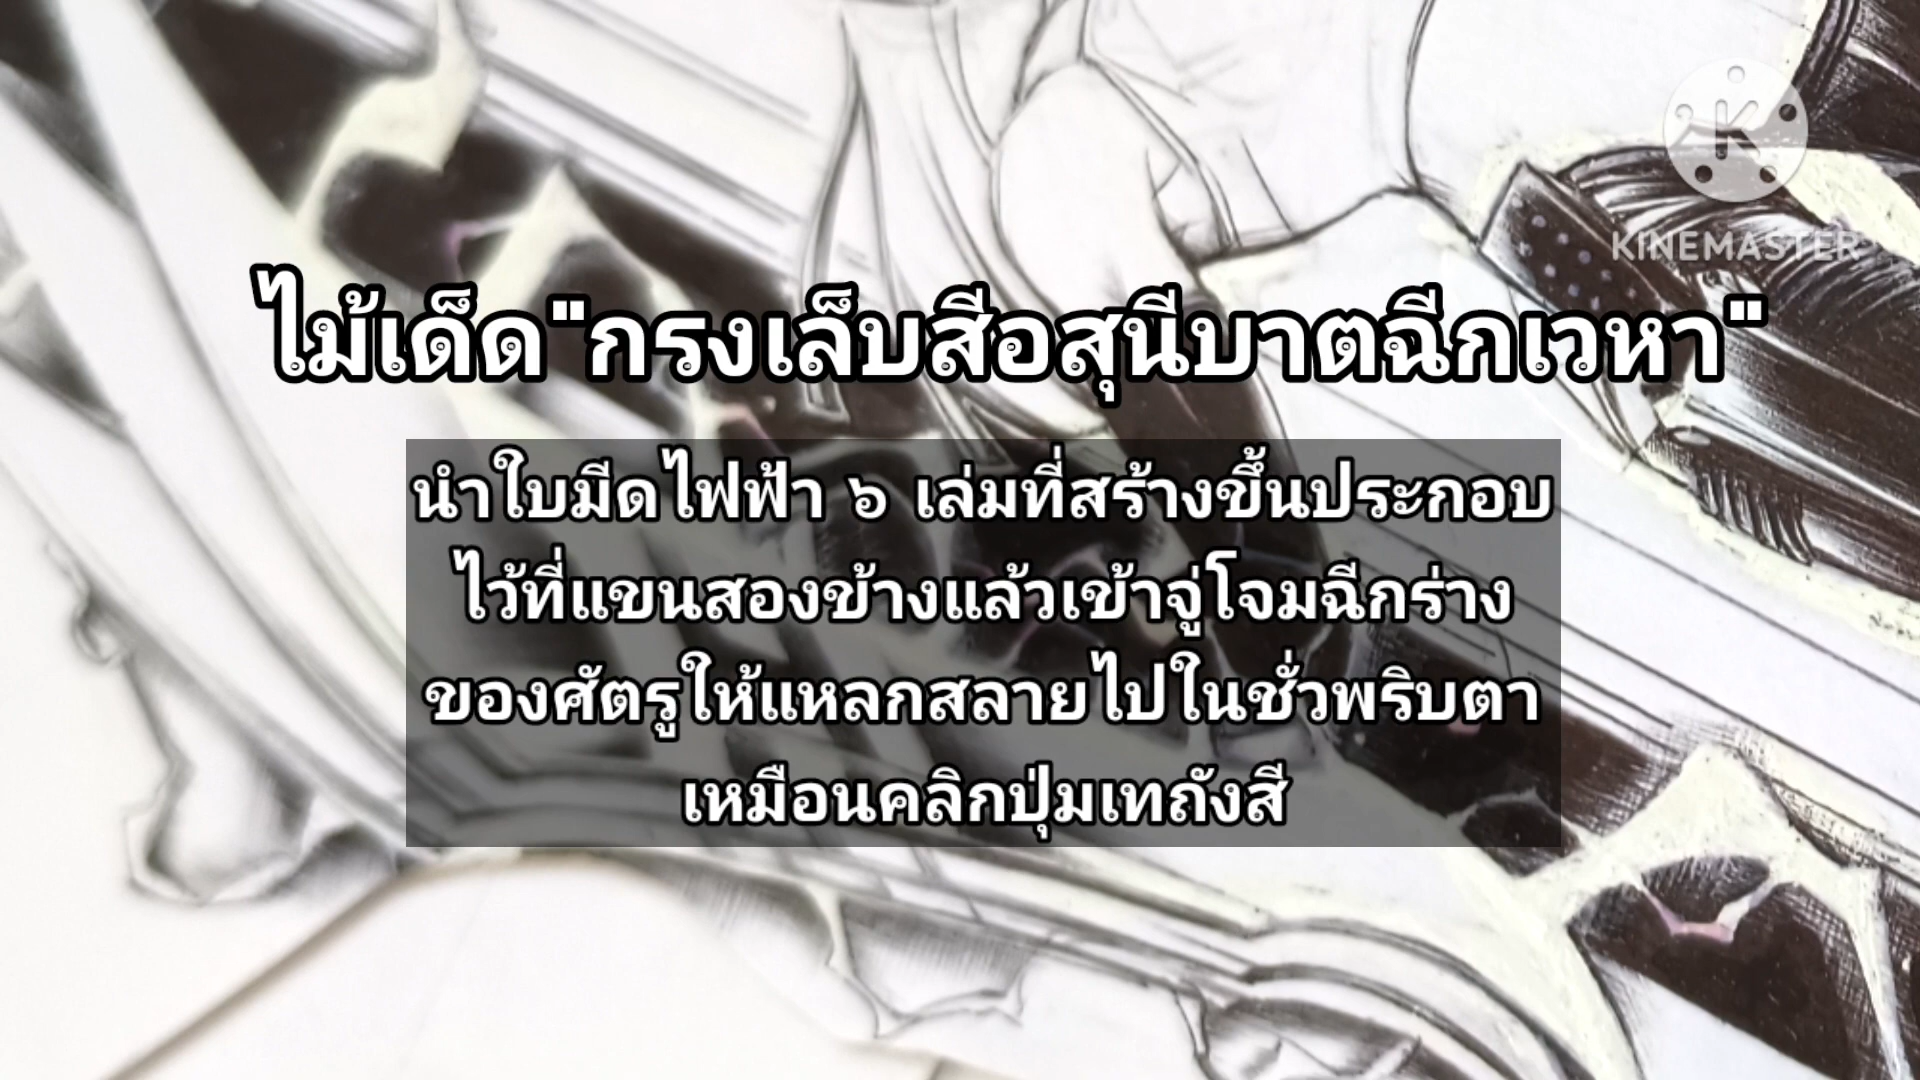 KINEMASTER
ไม้เด็ด"กรงเล็บสีอสุนีบาตฉีกเวหา"
นำใบมีดไฟฟ้า ๖ เล่มที่สร้างขึ้นประกอบ
ไว้ที่แขนสองข้างแล้วเข้าจู่โจมฉีกร่าง
ของศัตรูให้แหลกสลายไปในชั่วพริบตา
เหมือนคลิกปุ่มเทถังสี